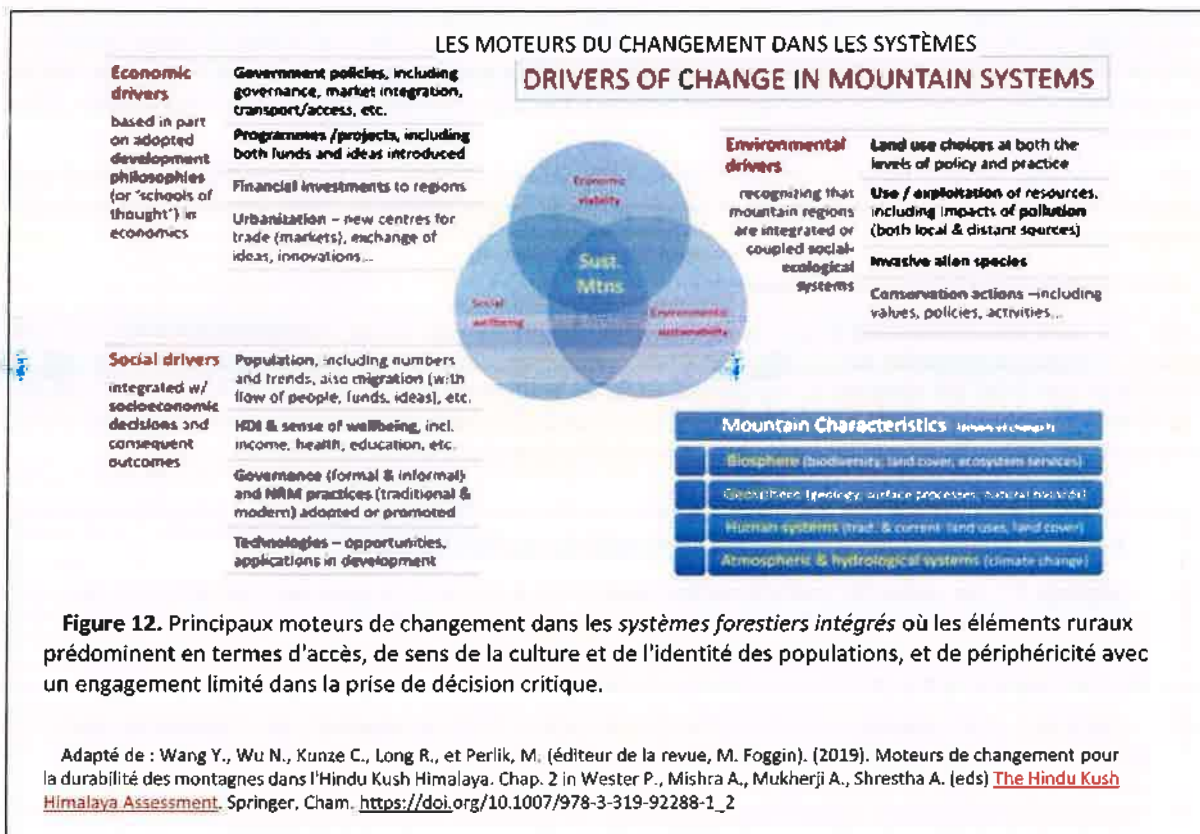 LES MOTEURS DU CHANGEMENT DANS LES SYSTÈMES
DRIVERS OF CHANGE IN MOUNTAIN SYSTEMS
Economic
drivers
based in part
on adopted
development
philosophies
(or "schools of
thought") in
economics
Government policies, including
governance, market integration,
transport/access, etc.
Programmes /projects, including
both funds and ideas introduced
Financial investments to regions
Urbanization – new centres for
trade (markets), exchange of
ideas, innovations...
Economic
viability
Sust.
Mtns
Social
wellbeing
Environmental
sustainability
Environmental
drivers
recognizing that
mountain regions
are integrated or
coupled social-
ecological
systems
Land use choices at both the
levels of policy and practice
Use / exploitation of resources,
including impacts of pollution
(both local & distant sources)
Invasive alien species
Conservation actions –including
values, policies, activities...
Social drivers
integrated w/
socioeconomic
decisions and
consequent
outcomes
Population, including numbers
and trends, also migration (with
flow of people, funds, ideas), etc.
HDI & sense of wellbeing, incl.
income, health, education, etc.
Governance (formal & informal)
and NRM practices (traditional &
modern) adopted or promoted
Technologies – opportunities,
applications in development
Mountain Characteristics
Biosphere (biodiversity, land cover, ecosystem services)
Geosphere (geology, surface processes, natural hazards)
Human systems (trad. & current land uses, land cover)
Atmospheric & hydrological systems (climate change)
Figure 12. Principaux moteurs de changement dans les systèmes forestiers intégrés où les éléments ruraux
prédominent en termes d'accès, de sens de la culture et de l'identité des populations, et de périphéricité avec
un engagement limité dans la prise de décision critique.
Adapté de : Wang Y., Wu N., Kunze C., Long R., et Perlik, M. (éditeur de la revue, M. Foggin). (2019). Moteurs de changement pour
la durabilité des montagnes dans l'Hindu Kush Himalaya. Chap. 2 in Wester P., Mishra A., Mukherji A., Shrestha A. (eds) The Hindu Kush
Himalaya Assessment. Springer, Cham. https://doi.org/10.1007/978-3-319-92288-1_2